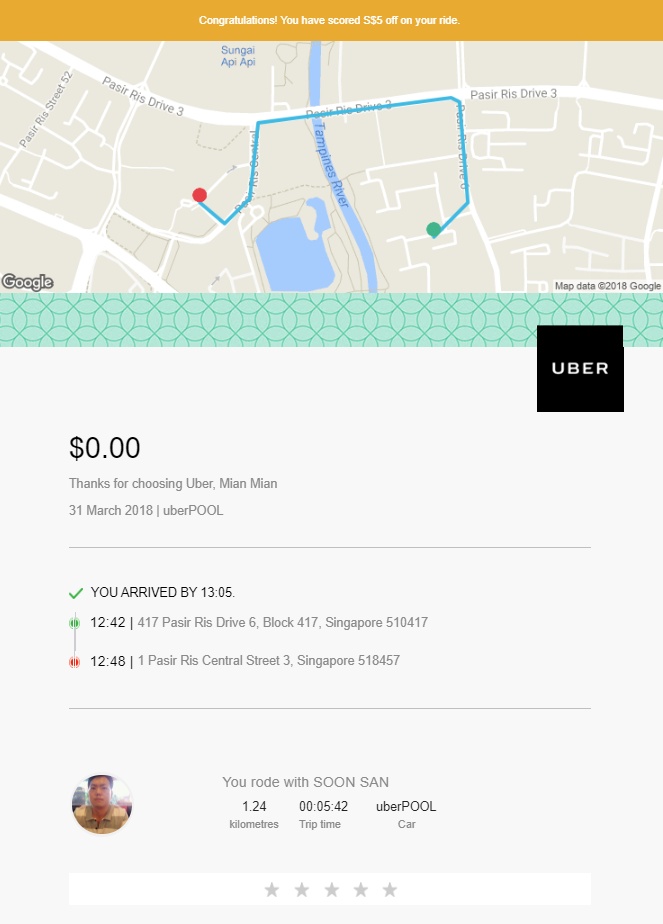 Congratulations! You have scored S$5 off on your ride.
Sungai
Api Api
Pasir Ris Street 52
Pasir Ris Drive 3
Pasir Ris Drive 3
Pasir Ris Drive 3
Pasir Ris Central
Tampines River
Pasir Ris Drive 6
Google
Map data ©2018 Google
UBER
$0.00
Thanks for choosing Uber, Mian Mian
31 March 2018 | uberPOOL
YOU ARRIVED BY 13:05.
12:42 | 417 Pasir Ris Drive 6, Block 417, Singapore 510417
12:48 | 1 Pasir Ris Central Street 3, Singapore 518457
You rode with SOON SAN
1.24 00:05:42 uberPOOL
kilometres Trip time Car